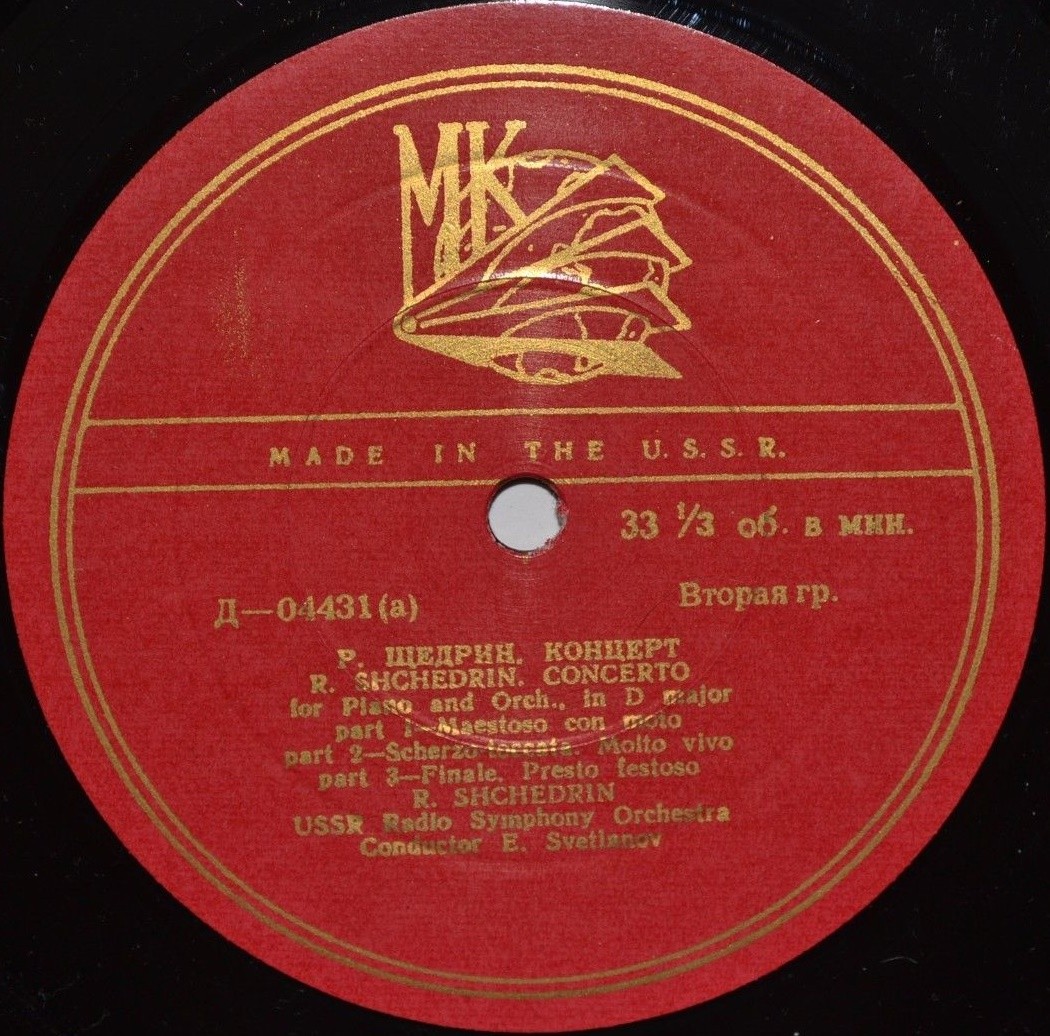 МК
MADE IN THE U.S.S.R.
33 ⅓ об. в мин.
Д—04431 (а)
Вторая гр.
Р. ЩЕДРИН. КОНЦЕРТ
R. SHCHEDRIN. CONCERTO
for Piano and Orch., in D major
part 1—Maestoso con moto
part 2—Scherzo-toccata. Molto vivo
part 3—Finale. Presto festoso
R. SHCHEDRIN
USSR Radio Symphony Orchestra
Conductor E. Svetlanov